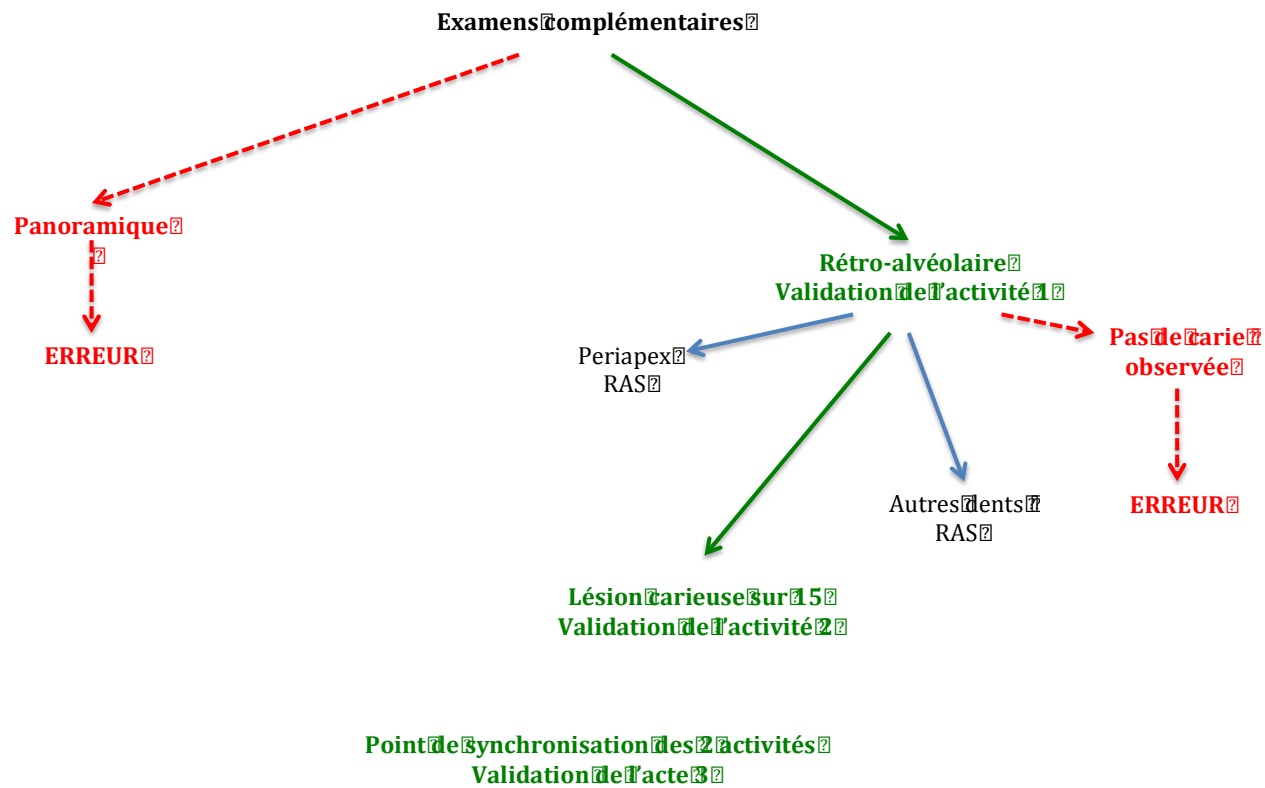 Examens complémentaires
Panoramique
ERREUR
Rétro-alvéolaire
Validation de l'activité 1
Periapex
RAS
Pas de carie
observée
Autres dents
RAS
ERREUR
Lésion carieuse sur 15
Validation de l'activité 2
Point de synchronisation des 2 activités
Validation de l'acte 3